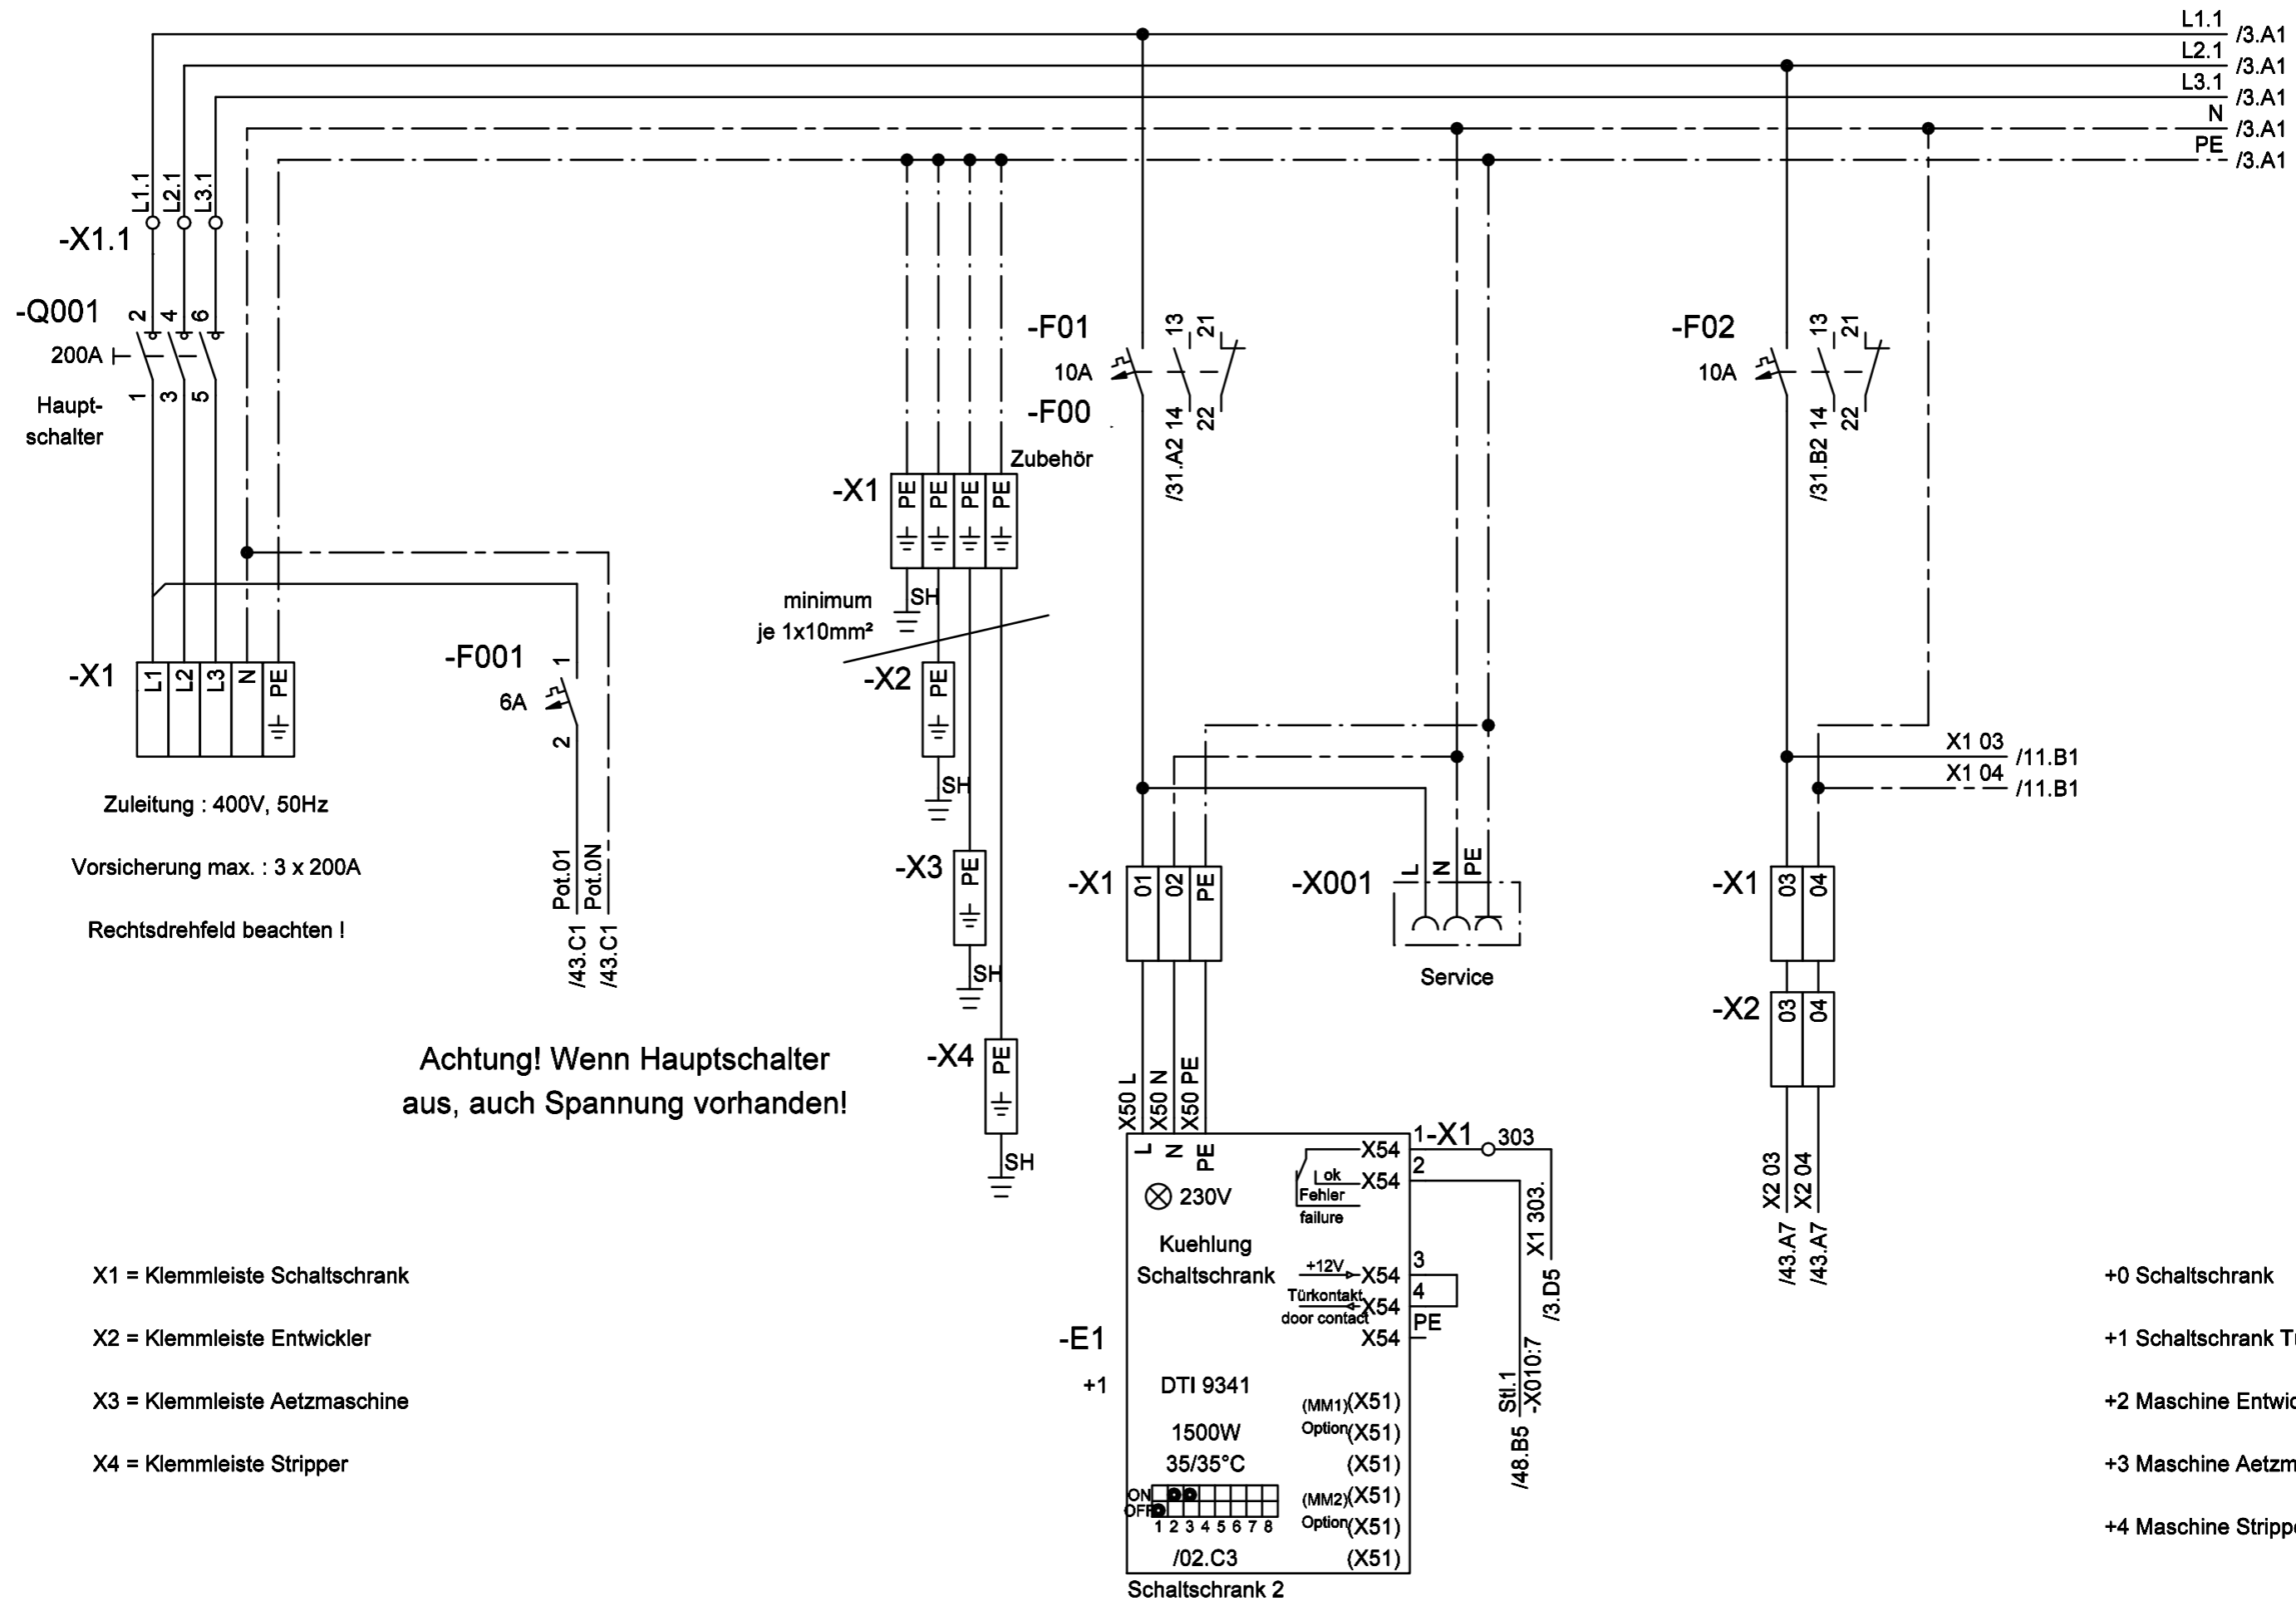 L1.1 /3.A1
L2.1 /3.A1
L3.1 /3.A1
N /3.A1
PE /3.A1
L1.1 L2.1 L3.1
-X1.1
-Q001 2 4 6
200A
Haupt-
schalter
1 3 5
-X1 L1 L2 L3 N PE
Zuleitung : 400V, 50Hz
Vorsicherung max. : 3 x 200A
Rechtsdrehfeld beachten !
-F001 1
6A
2
Pot.01 Pot.0N
/43.C1 /43.C1
Achtung! Wenn Hauptschalter
aus, auch Spannung vorhanden!
-X1 PE PE PE PE
SH
minimum
je 1x10mm²
-X2 PE
SH
-X3 PE
SH
-X4 PE
SH
-F01 13 21
10A
-F00 14 22
/31.A2
Zubehör
-X1 01 02 PE
-X001 L N PE
Service
X50 L X50 N X50 PE
L N PE
230V
Kuehlung
Schaltschrank
-E1
+1
DTI 9341
1500W
35/35°C
ON
OFF
1 2 3 4 5 6 7 8
/02.C3
Schaltschrank 2
X54 1 -X1 303
ok X54 2
Fehler
failure
+12V X54 3
Türkontakt X54 4
door contact
X54 PE
(MM1) (X51)
Option (X51)
(X51)
(MM2) (X51)
Option (X51)
(X51)
X1 303.
/3.D5
Stl.1
-X010:7
/48.B5
-F02 13 21
10A
14 22
/31.B2
X1 03 /11.B1
X1 04 /11.B1
-X1 03 04
-X2 03 04
X2 03 X2 04
/43.A7 /43.A7
X1 = Klemmleiste Schaltschrank
X2 = Klemmleiste Entwickler
X3 = Klemmleiste Aetzmaschine
X4 = Klemmleiste Stripper
+0 Schaltschrank
+1 Schaltschrank
+2 Maschine
+3 Maschine
+4 Maschine